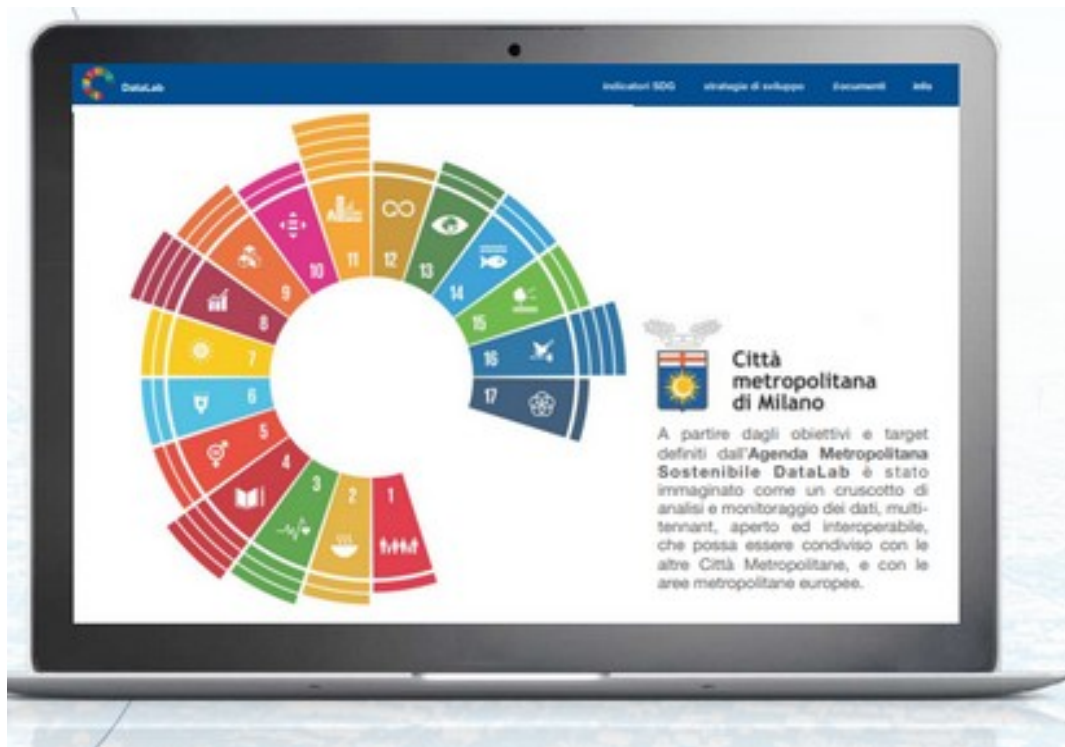 DataLab
indicatori SDG strategie di sviluppo documenti info
11
12
10
13
9
14
8
15
7
16
6
17
5
4
3
2
1
Città
metropolitana
di Milano
A partire dagli obiettivi e target
definiti dall'Agenda Metropolitana
Sostenibile DataLab è stato
immaginato come un cruscotto di
analisi e monitoraggio dei dati, multi-
tennant, aperto ed interoperabile,
che possa essere condiviso con le
altre Città Metropolitane, e con le
aree metropolitane europee.